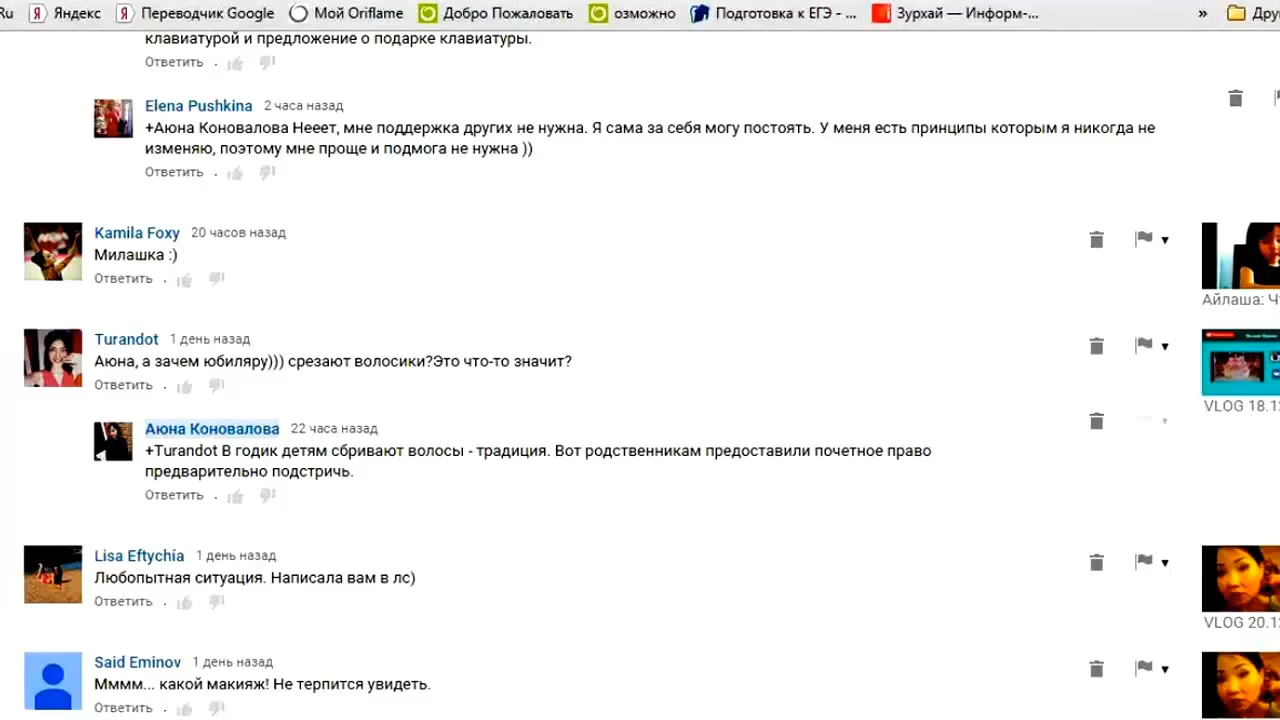 Ru Яндекс Переводчик Google Мой Oriflame Добро Пожаловать озможно Подготовка к ЕГЭ - ... Зурхай — Информ-... » Дру
клавиатурой и предложение о подарке клавиатуры.
Ответить
Elena Pushkina 2 часа назад
+Аюна Коновалова Нееет, мне поддержка других не нужна. Я сама за себя могу постоять. У меня есть принципы которым я никогда не
изменяю, поэтому мне проще и подмога не нужна ))
Ответить
Kamila Foxy 20 часов назад
Милашка :)
Ответить
Айлаша: Ч
Turandot 1 день назад
Аюна, а зачем юбиляру))) срезают волосики?Это что-то значит?
Ответить
VLOG 18.1
Аюна Коновалова 22 часа назад
+Turandot В годик детям сбривают волосы - традиция. Вот родственникам предоставили почетное право
предварительно подстричь.
Ответить
Lisa Eftychía 1 день назад
Любопытная ситуация. Написала вам в лс)
Ответить
VLOG 20.1
Said Eminov 1 день назад
Мммм... какой макияж! Не терпится увидеть.
Ответить